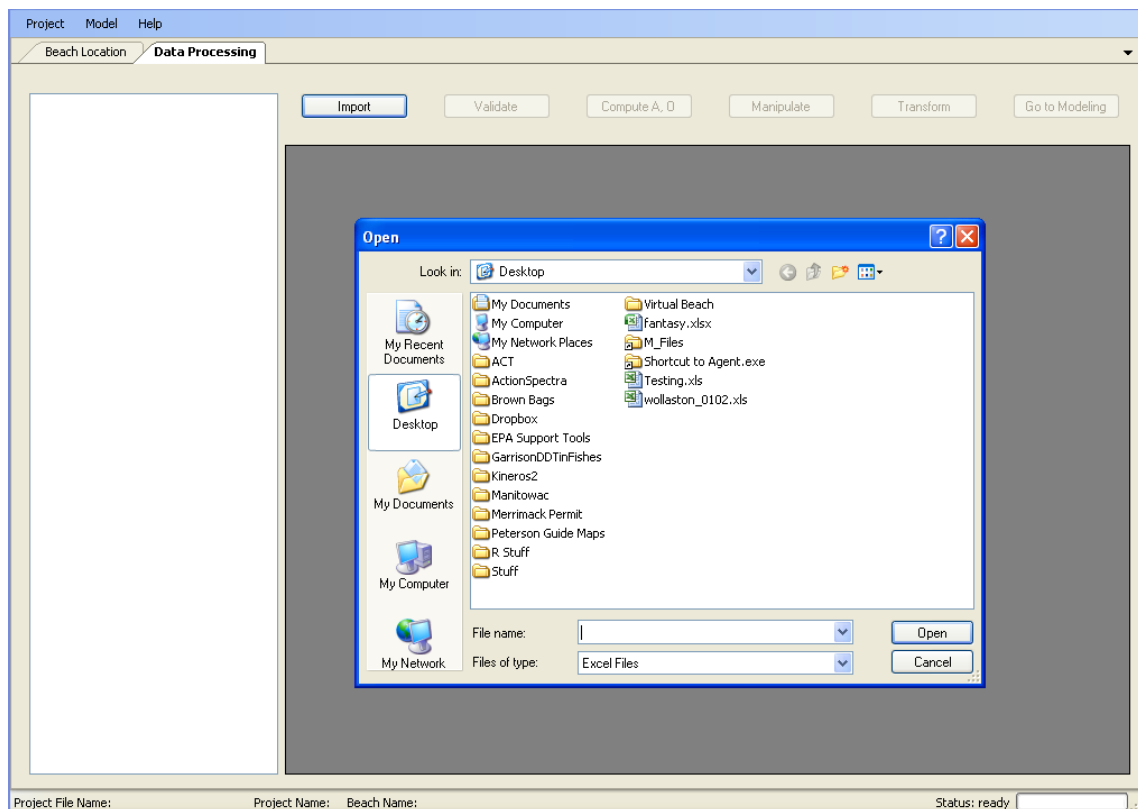 Project Model Help
Beach Location Data Processing
Import Validate Compute A, O Manipulate Transform Go to Modeling
Open
Look in: Desktop
My Recent Documents
Desktop
My Documents
My Computer
My Network
My Documents
My Computer
My Network Places
ACT
ActionSpectra
Brown Bags
Dropbox
EPA Support Tools
GarrisonDDTinFishes
Kineros2
Manitowac
Merrimack Permit
Peterson Guide Maps
R Stuff
Stuff
Virtual Beach
fantasy.xlsx
M_Files
Shortcut to Agent.exe
Testing.xls
wollaston_0102.xls
File name: Open
Files of type: Excel Files Cancel
Project File Name: Project Name: Beach Name: Status: ready